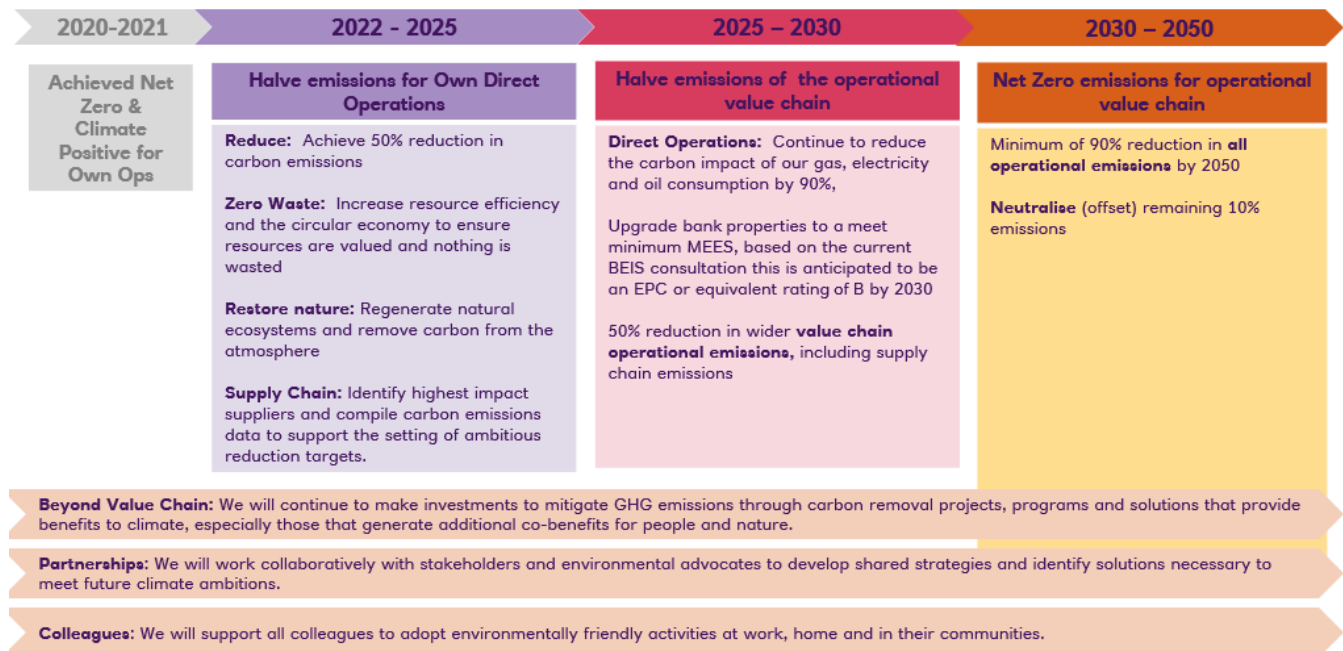 2020-2021
2022 - 2025
2025 – 2030
2030 – 2050
Achieved Net
Zero &
Climate
Positive for
Own Ops
Halve emissions for Own Direct
Operations
Reduce: Achieve 50% reduction in
carbon emissions
Zero Waste: Increase resource efficiency
and the circular economy to ensure
resources are valued and nothing is
wasted
Restore nature: Regenerate natural
ecosystems and remove carbon from the
atmosphere
Supply Chain: Identify highest impact
suppliers and compile carbon emissions
data to support the setting of ambitious
reduction targets.
Halve emissions of the operational
value chain
Direct Operations: Continue to reduce
the carbon impact of our gas, electricity
and oil consumption by 90%,
Upgrade bank properties to a meet
minimum MEES, based on the current
BEIS consultation this is anticipated to be
an EPC or equivalent rating of B by 2030
50% reduction in wider value chain
operational emissions, including supply
chain emissions
Net Zero emissions for operational
value chain
Minimum of 90% reduction in all
operational emissions by 2050
Neutralise (offset) remaining 10%
emissions
Beyond Value Chain: We will continue to make investments to mitigate GHG emissions through carbon removal projects, programs and solutions that provide
benefits to climate, especially those that generate additional co-benefits for people and nature.
Partnerships: We will work collaboratively with stakeholders and environmental advocates to develop shared strategies and identify solutions necessary to
meet future climate ambitions.
Colleagues: We will support all colleagues to adopt environmentally friendly activities at work, home and in their communities.